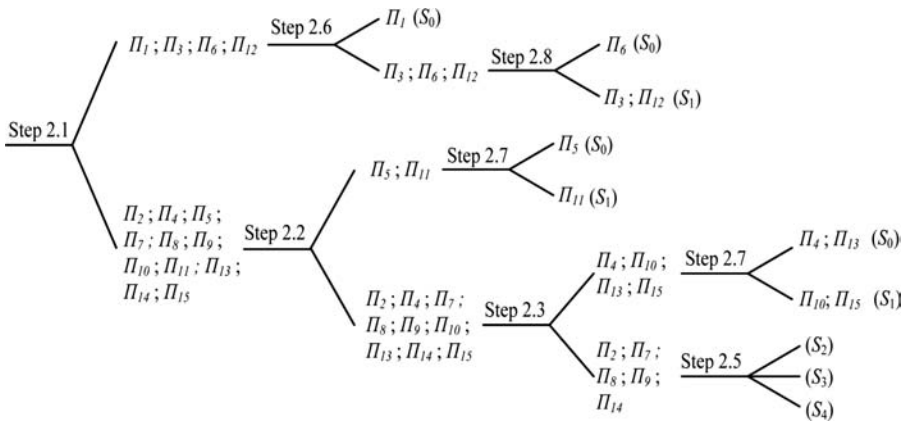 Π1 (S0)
Step 2.6
Π1 ; Π3 ; Π6 ; Π12
Π6 (S0)
Step 2.8
Π3 ; Π6 ; Π12
Π3 ; Π12 (S1)
Step 2.1
Π5 (S0)
Step 2.7
Π5 ; Π11
Π11 (S1)
Π2 ; Π4 ; Π5 ;
Π7 ; Π8 ; Π9 ;
Π10 ; Π11 ; Π13 ;
Π14 ; Π15
Step 2.2
Π4 ; Π13 (S0)
Π4 ; Π10 ;
Π13 ; Π15
Step 2.7
Π10; Π15 (S1)
Π2 ; Π4 ; Π7 ;
Π8 ; Π9 ; Π10 ;
Π13 ; Π14 ; Π15
Step 2.3
Π2 ; Π7 ;
Π8 ; Π9 ;
Π14
Step 2.5
(S2)
(S3)
(S4)